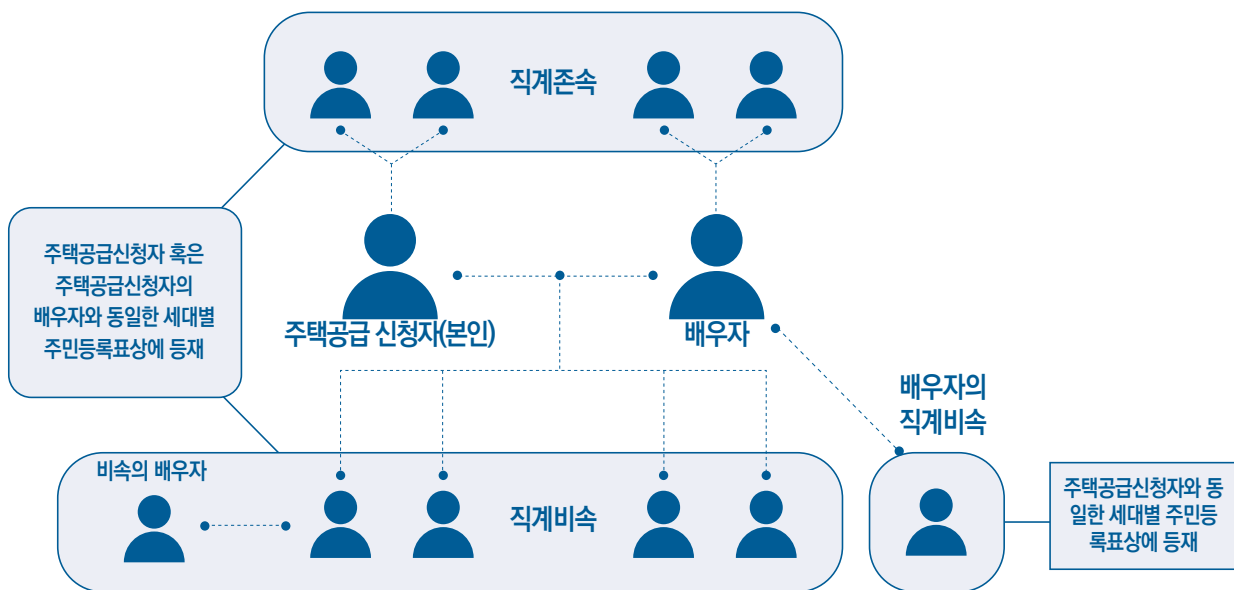 직계존속
주택공급신청자 혹은
주택공급신청자의
배우자와 동일한 세대별
주민등록표상에 등재
주택공급 신청자(본인)
배우자
배우자의
직계비속
비속의 배우자
직계비속
주택공급신청자와 동
일한 세대별 주민등
록표상에 등재